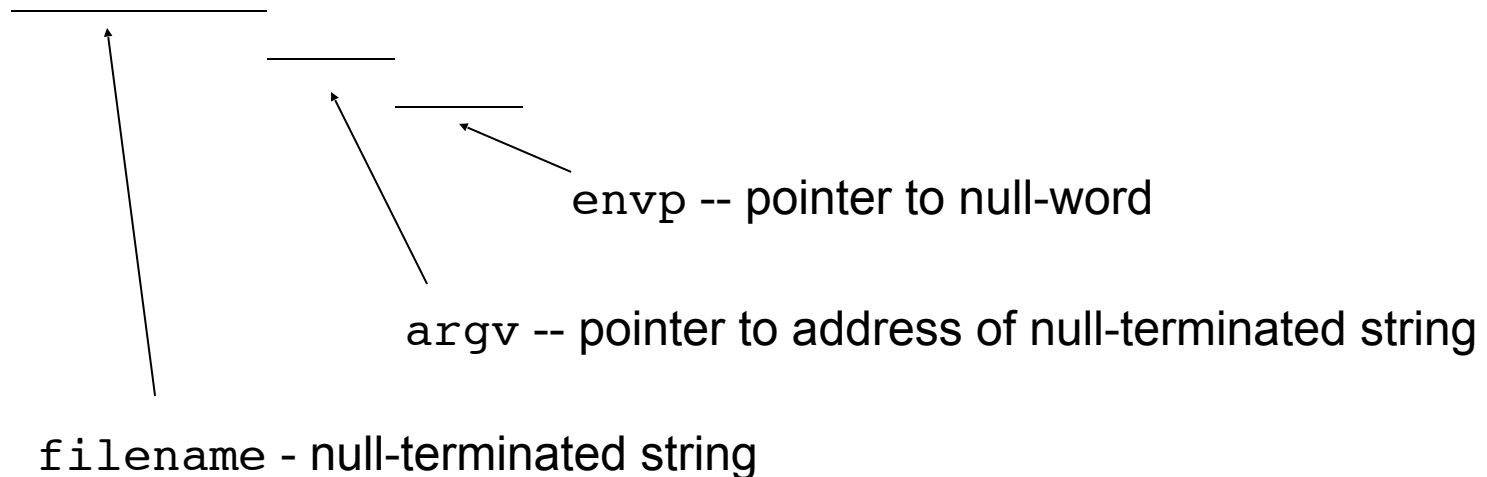 envp -- pointer to null-word
argv -- pointer to address of null-terminated string
filename - null-terminated string